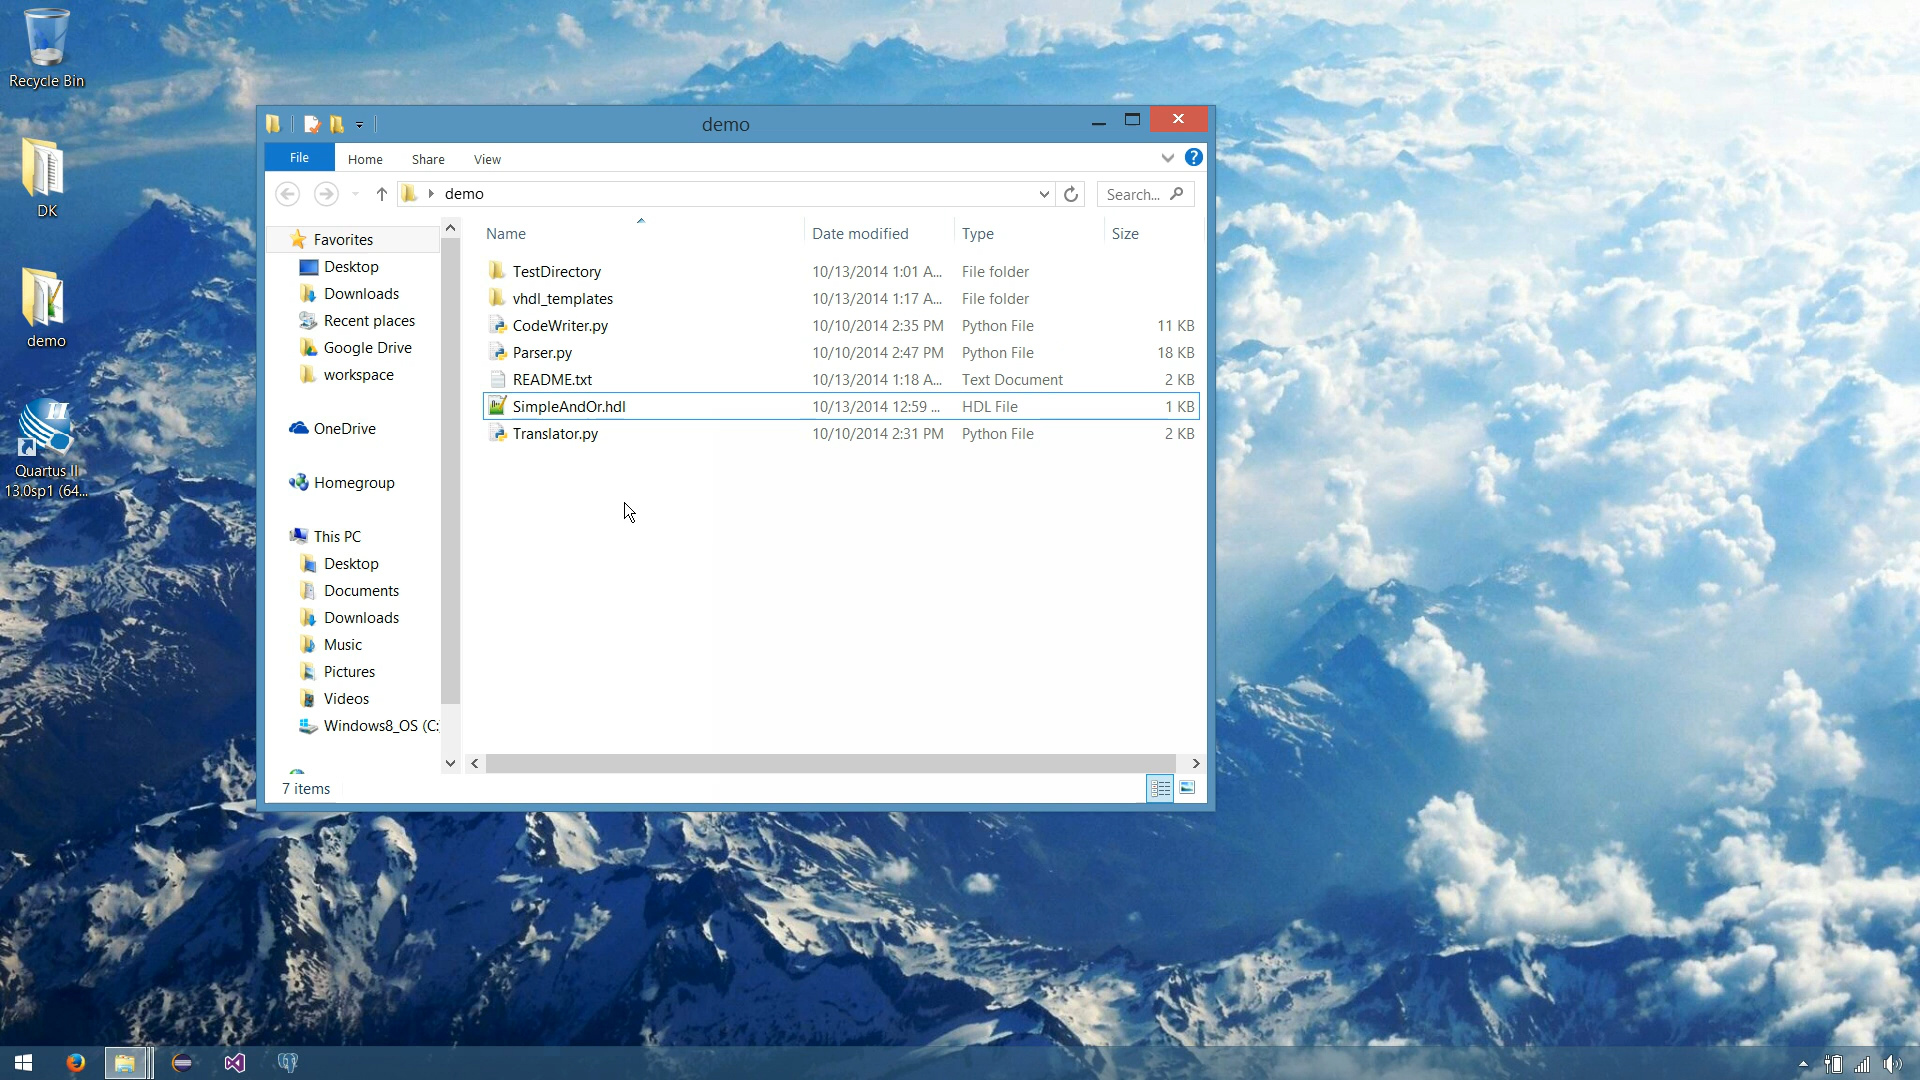 Recycle Bin
DK
demo
Quartus II
13.0sp1 (64...
demo
File
Home
Share
View
demo
Search...
Favorites
Desktop
Downloads
Recent places
Google Drive
workspace
OneDrive
Homegroup
This PC
Desktop
Documents
Downloads
Music
Pictures
Videos
Windows8_OS (C:
Name Date modified Type Size
TestDirectory 10/13/2014 1:01 A... File folder
vhdl_templates 10/13/2014 1:17 A... File folder
CodeWriter.py 10/10/2014 2:35 PM Python File 11 KB
Parser.py 10/10/2014 2:47 PM Python File 18 KB
README.txt 10/13/2014 1:18 A... Text Document 2 KB
SimpleAndOr.hdl 10/13/2014 12:59 ... HDL File 1 KB
Translator.py 10/10/2014 2:31 PM Python File 2 KB
7 items